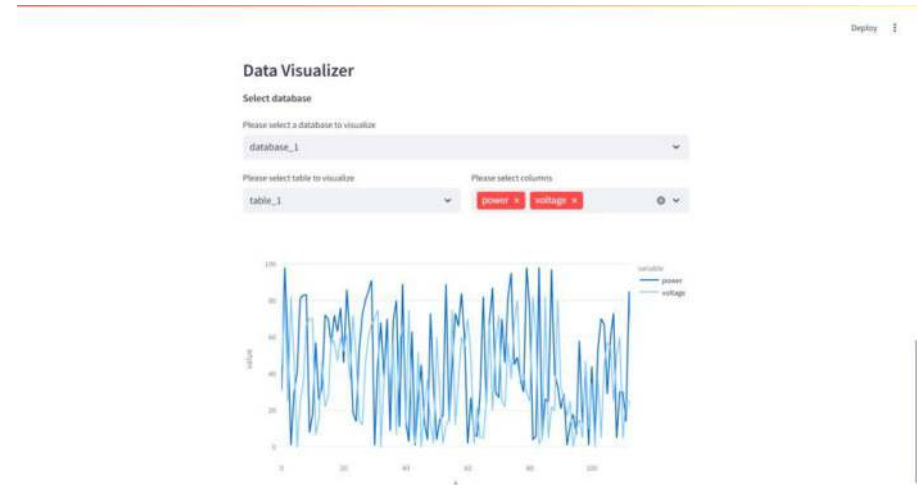 Deploy
Data Visualizer
Select database
Please select a database to visualize
database_1
Please select table to visualize
Please select columns
table_1
power × voltage ×
100
80
60
40
20
0
value
0 20 40 60 80 100
variable
power
voltage